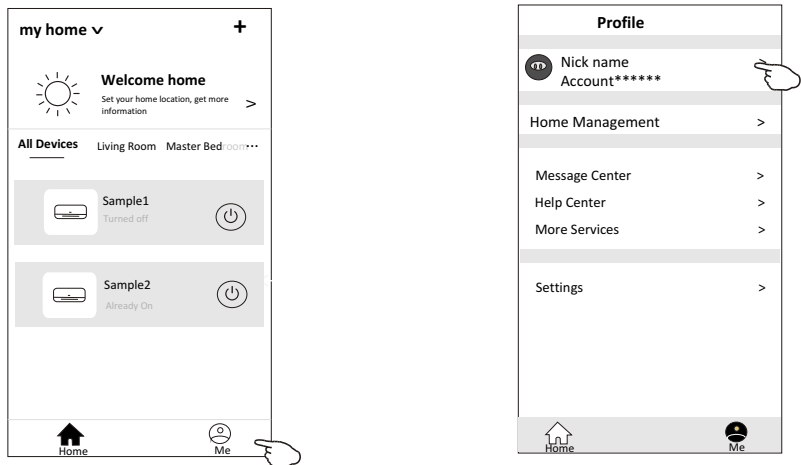 my home v +
Welcome home
Set your home location, get more
information
>
All Devices Living Room Master Bedroom ...
Sample1
Turned off
Sample2
Already On
Home Me
Profile
Nick name
Account******
Home Management >
Message Center >
Help Center >
More Services >
Settings >
Home Me